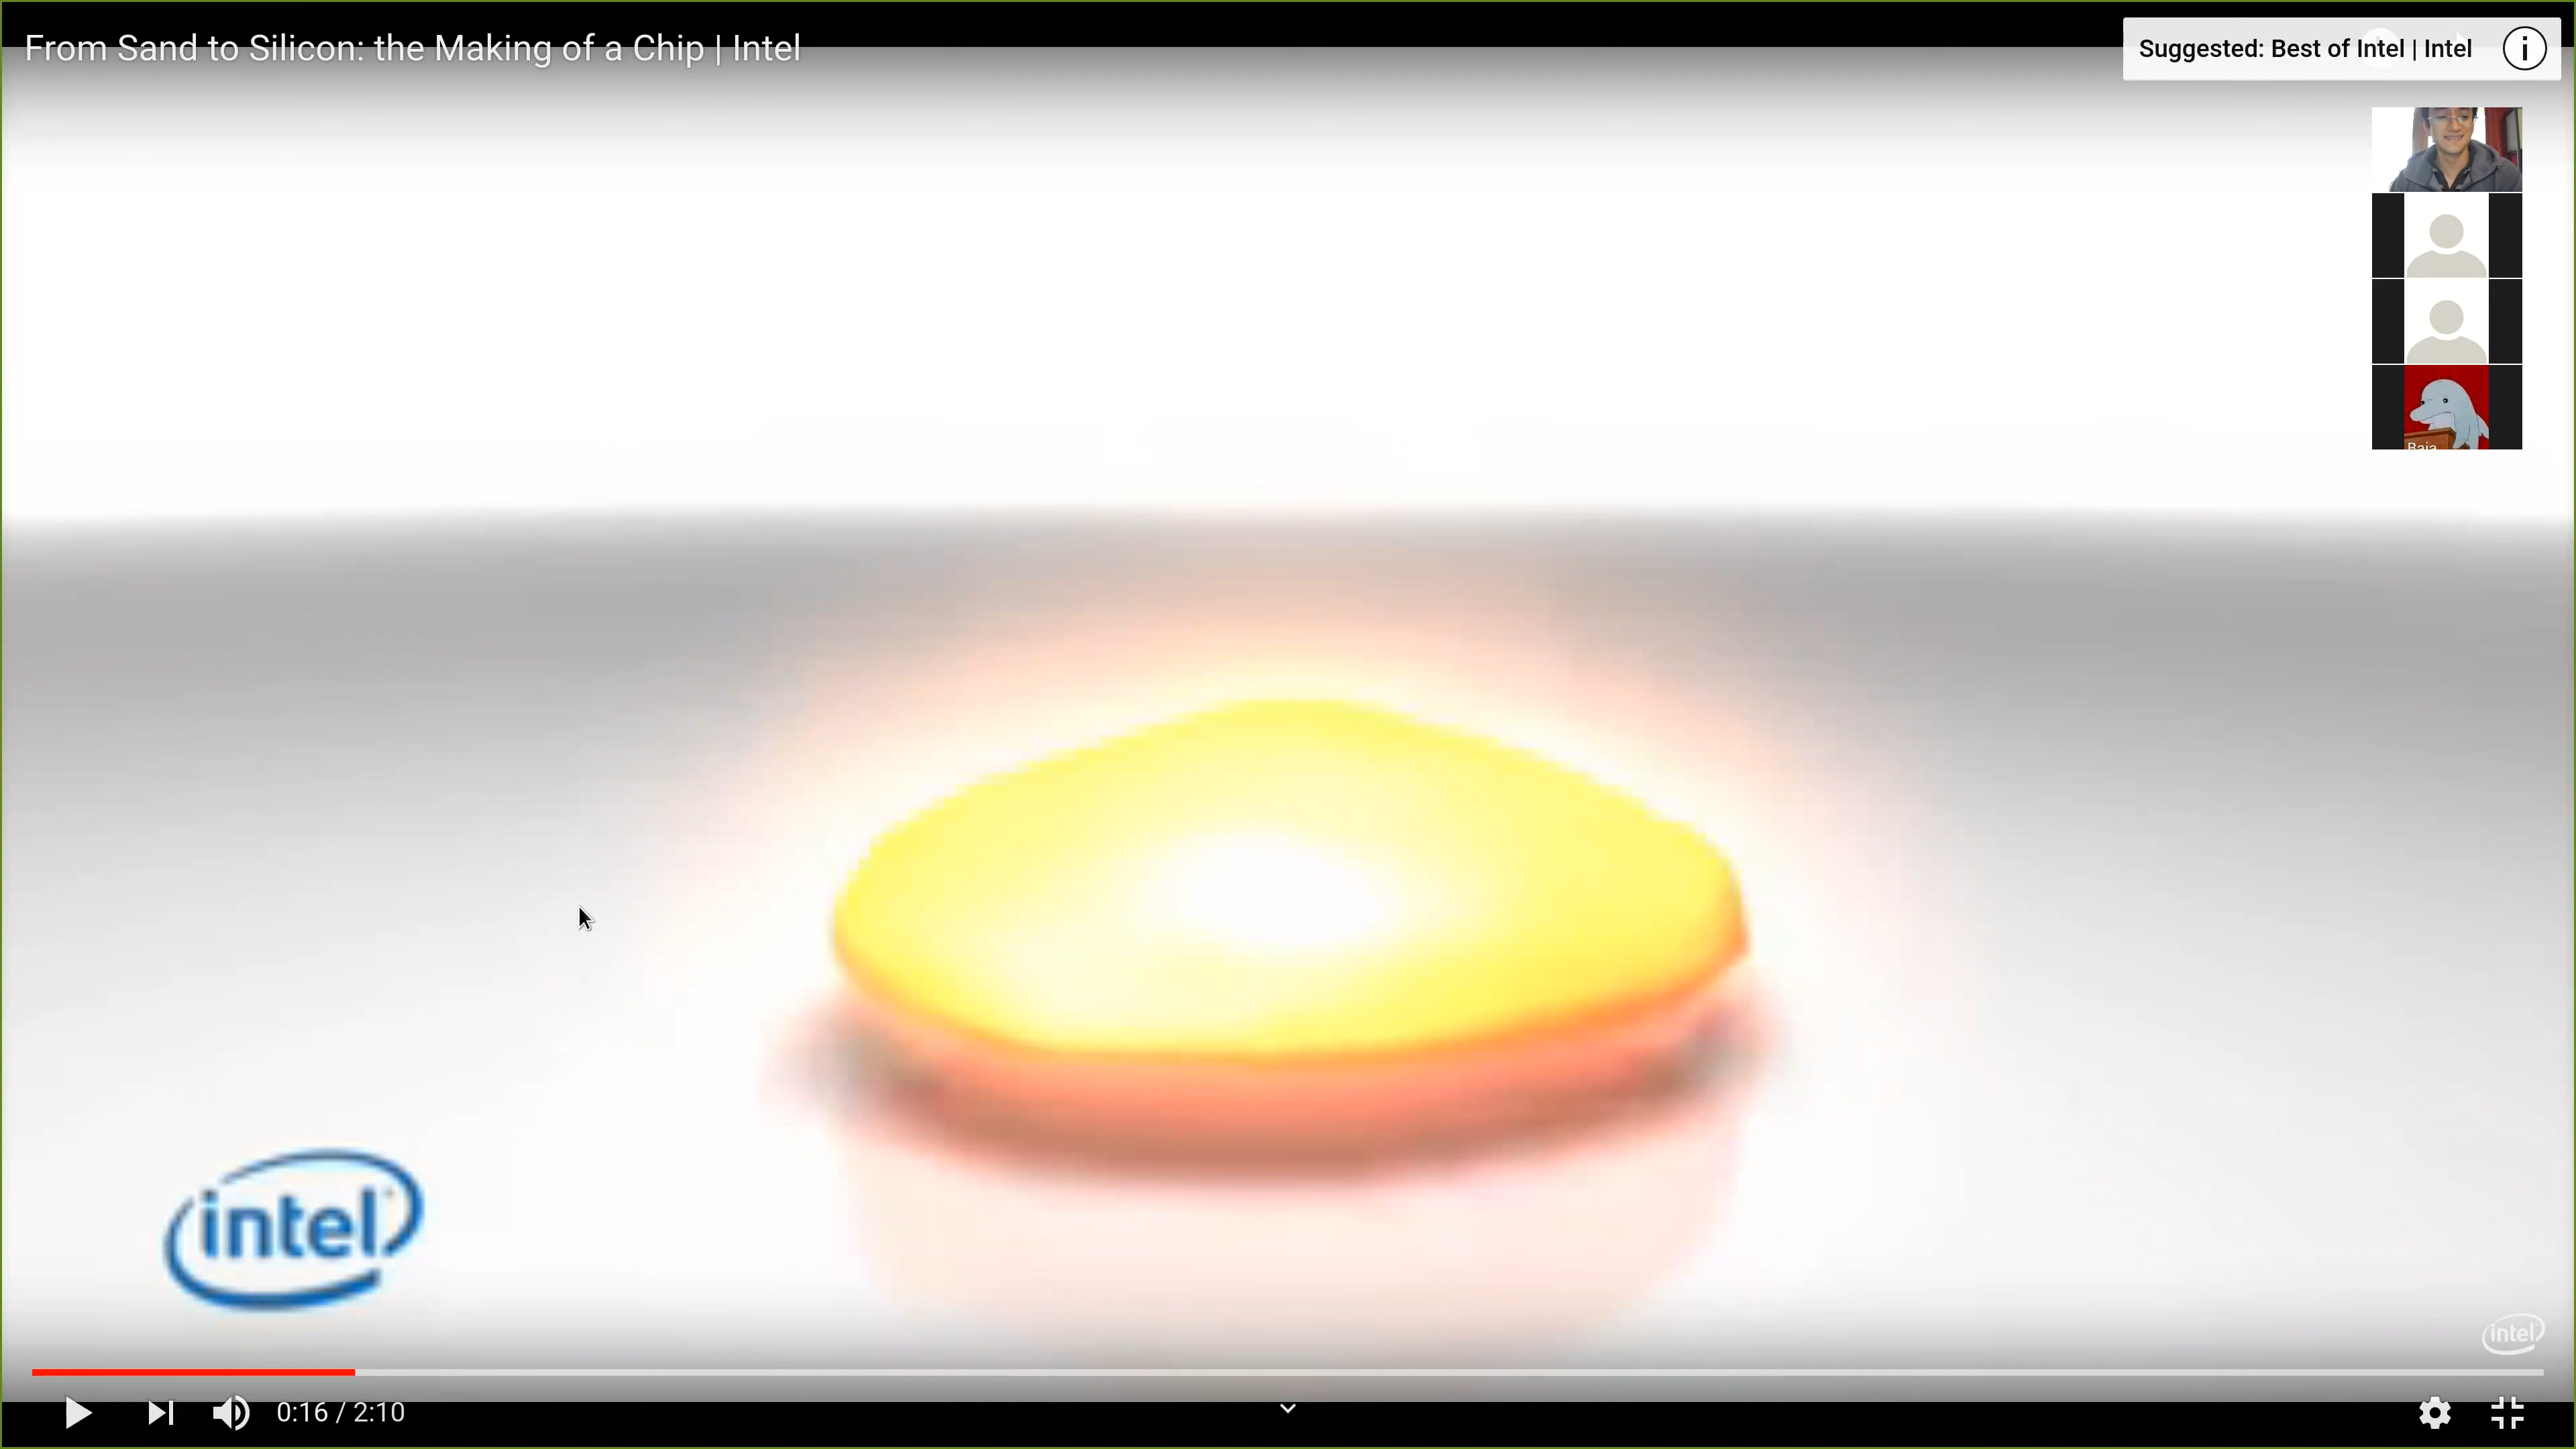 From Sand to Silicon: the Making of a Chip | Intel
Suggested: Best of Intel | Intel
i
Baja
intel
intel
0:16 / 2:10